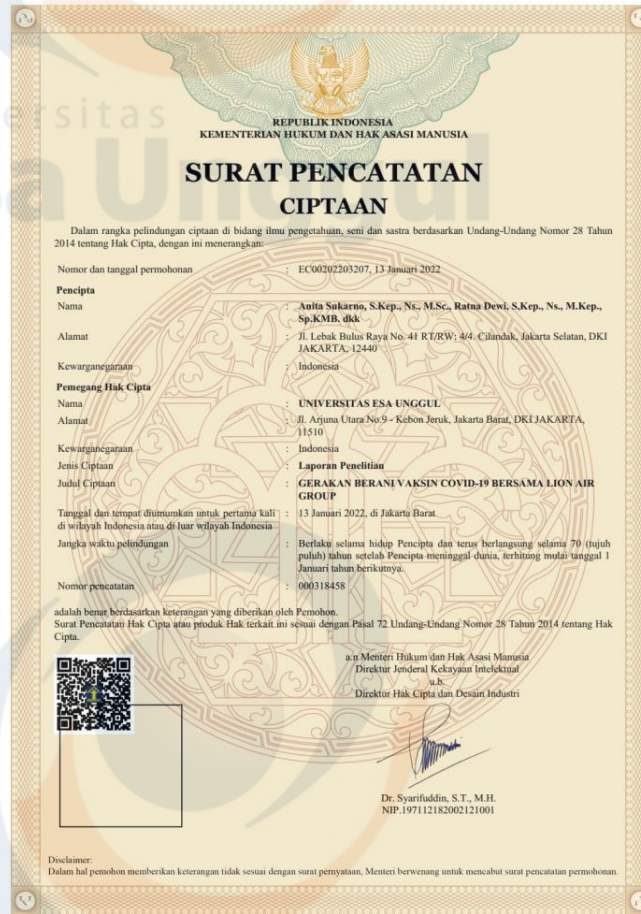 ersitas
a Unggul
REPUBLIK INDONESIA
KEMENTERIAN HUKUM DAN HAK ASASI MANUSIA
SURAT PENCATATAN
CIPTAAN
Dalam rangka pelindungan ciptaan di bidang ilmu pengetahuan, seni dan sastra berdasarkan Undang-Undang Nomor 28 Tahun
2014 tentang Hak Cipta, dengan ini menerangkan:
Nomor dan tanggal permohonan : EC00202203207, 13 Januari 2022
Pencipta
Nama : Anita Sukarno, S.Kep., Ns., M.Sc., Ratna Dewi, S.Kep., Ns., M.Kep.,
Sp.KMB. dkk
Alamat : Jl. Lebak Bulus Raya No. 41 RT/RW; 4/4. Cilandak, Jakarta Selatan, DKI
JAKARTA, 12440
Kewarganegaraan : Indonesia
Pemegang Hak Cipta
Nama : UNIVERSITAS ESA UNGGUL
Alamat : Jl. Arjuna Utara No.9 - Kebon Jeruk, Jakarta Barat, DKI JAKARTA,
11510
Kewarganegaraan : Indonesia
Jenis Ciptaan : Laporan Penelitian
Judul Ciptaan : GERAKAN BERANI VAKSIN COVID-19 BERSAMA LION AIR
GROUP
Tanggal dan tempat diumumkan untuk pertama kali : 13 Januari 2022, di Jakarta Barat
di wilayah Indonesia atau di luar wilayah Indonesia
Jangka waktu pelindungan : Berlaku selama hidup Pencipta dan terus berlangsung selama 70 (tujuh
puluh) tahun setelah Pencipta meninggal dunia, terhitung mulai tanggal 1
Januari tahun berikutnya.
Nomor pencatatan : 000318458
adalah benar berdasarkan keterangan yang diberikan oleh Pemohon.
Surat Pencatatan Hak Cipta atau produk Hak terkait ini sesuai dengan Pasal 72 Undang-Undang Nomor 28 Tahun 2014 tentang Hak
Cipta.
a.n Menteri Hukum dan Hak Asasi Manusia
Direktur Jenderal Kekayaan Intelektual
u.b.
Direktur Hak Cipta dan Desain Industri
Dr. Syarifuddin, S.T., M.H.
NIP.197112182002121001
Disclaimer:
Dalam hal pemohon memberikan keterangan tidak sesuai dengan surat pernyataan, Menteri berwenang untuk mencabut surat pencatatan permohonan.